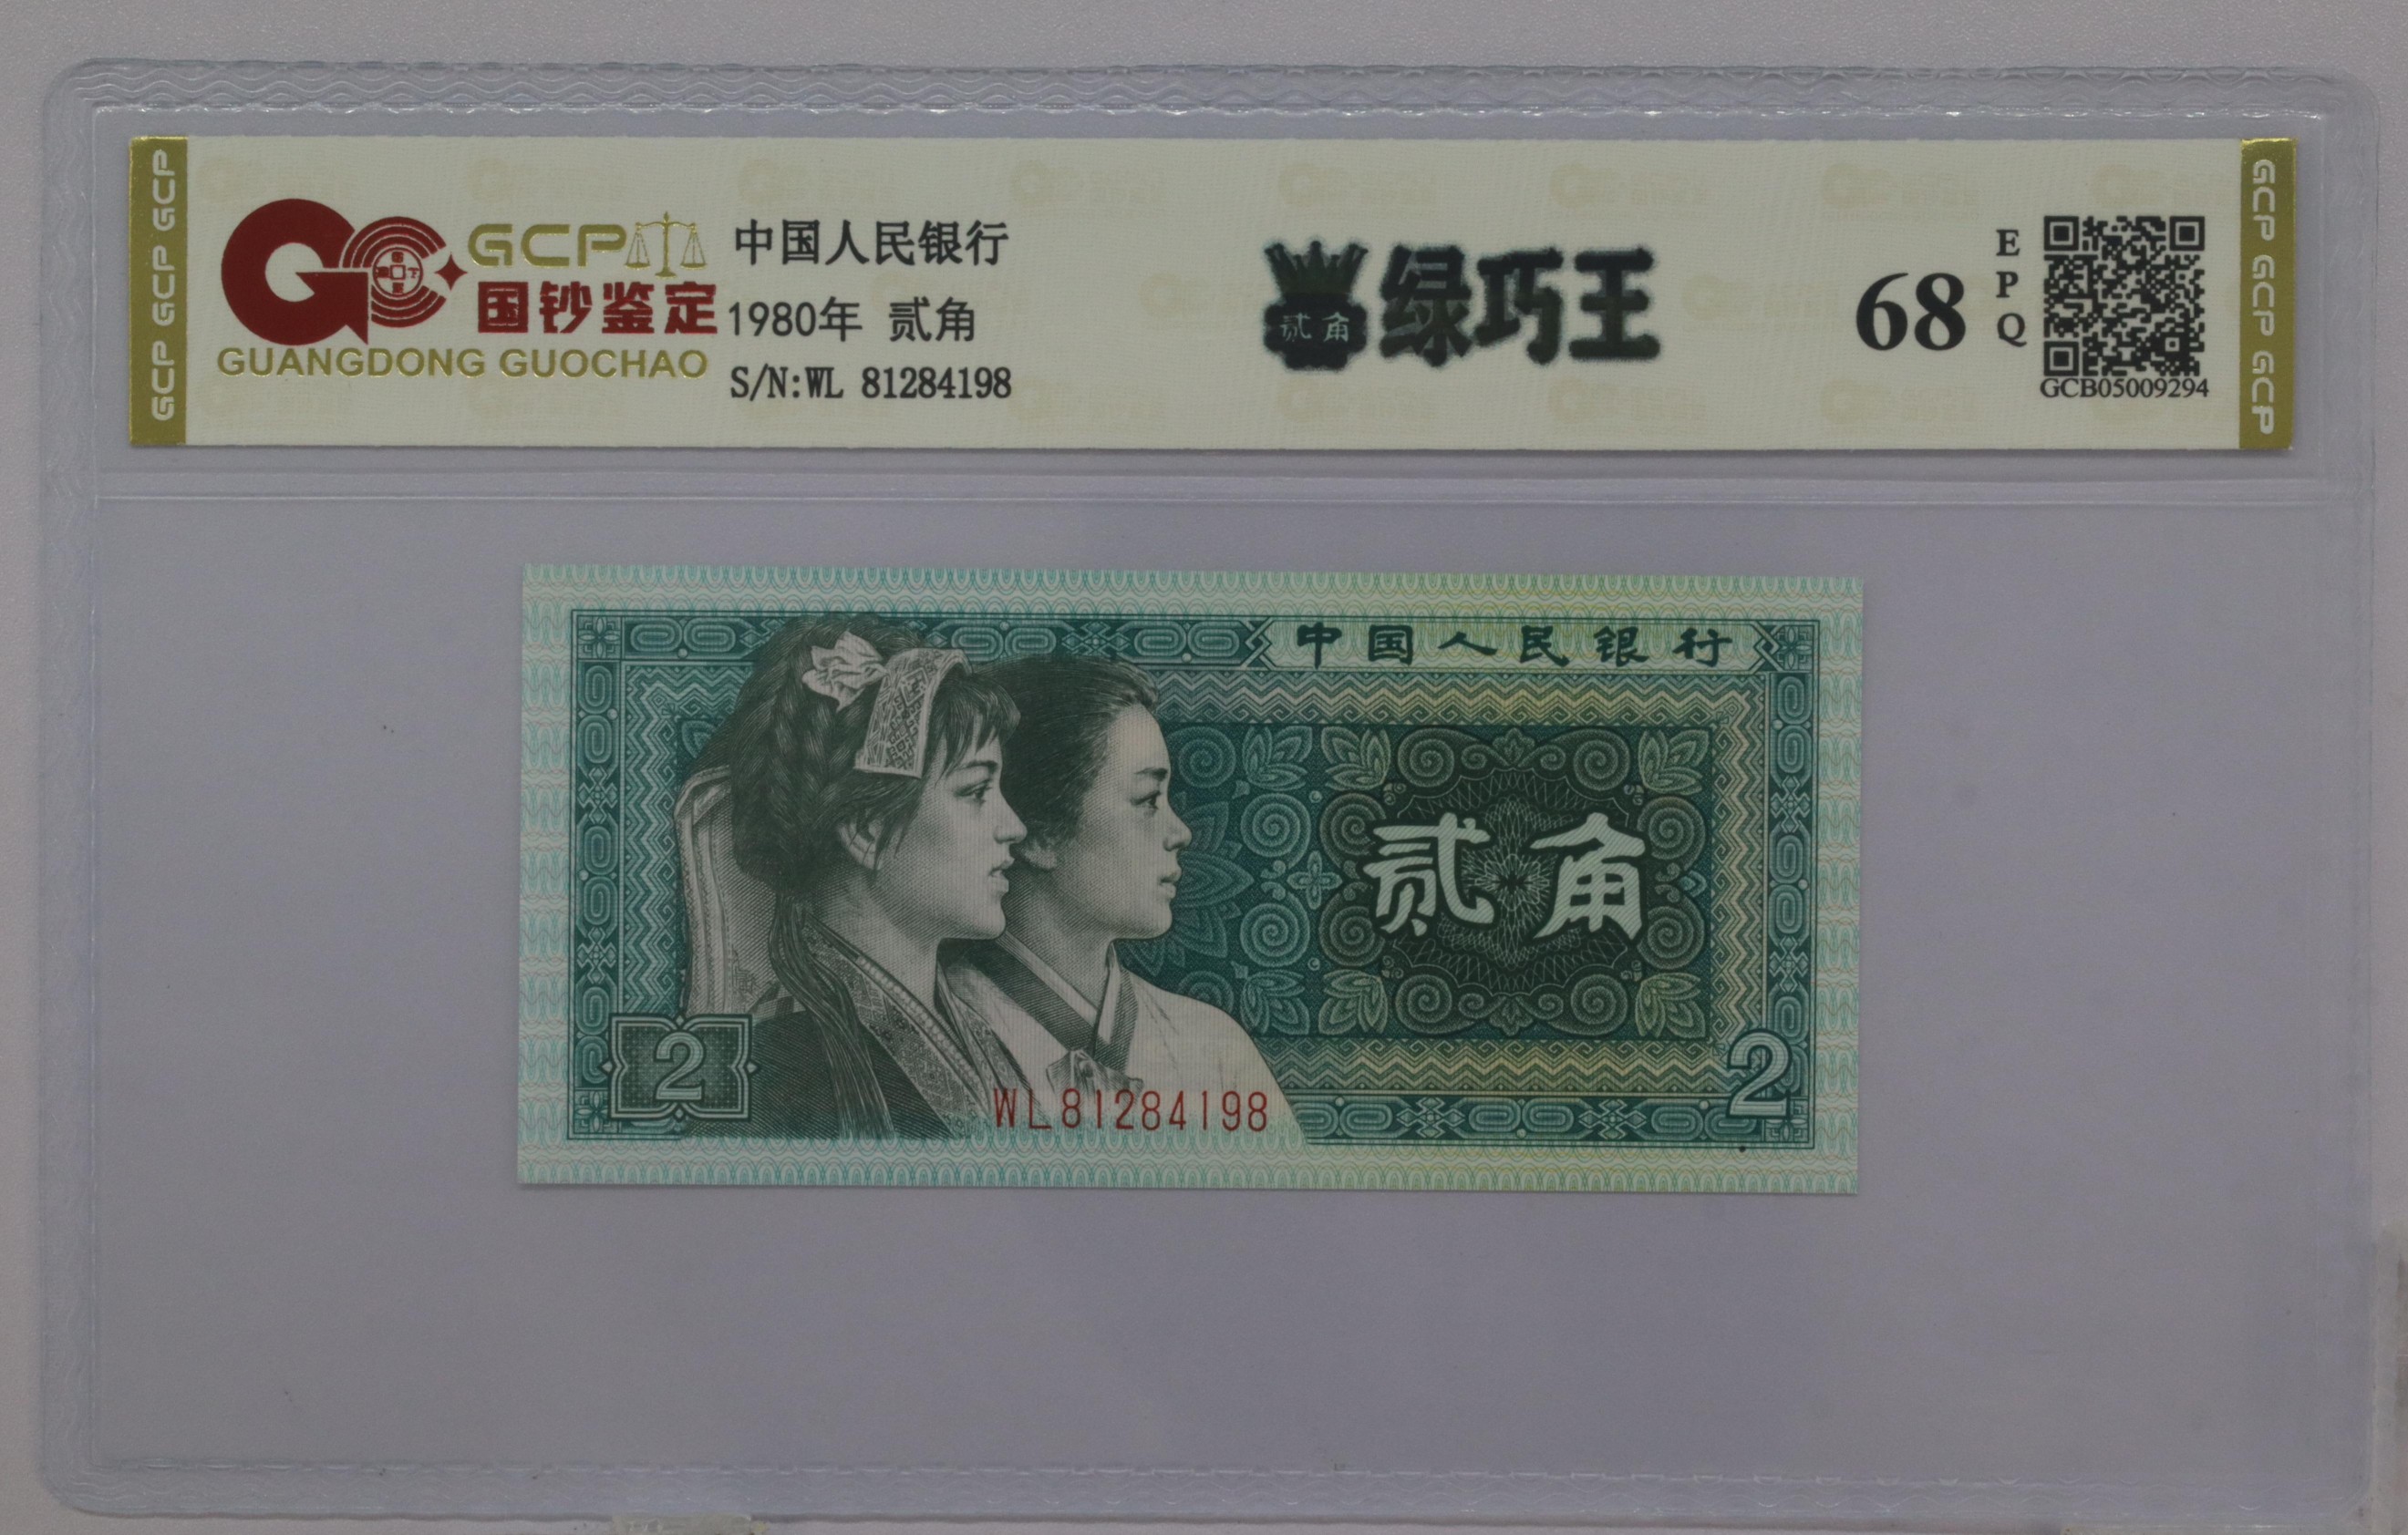 GCP GCP GCP
GCP
国钞鉴定
GUANGDONG GUOCHAO
中国人民银行
1980年 贰角
S/N:WL 81284198
贰角
绿巧王
68
EPQ
GCB05009294
GCP GCP GCP
中国人民银行
贰角
2
WL81284198
2